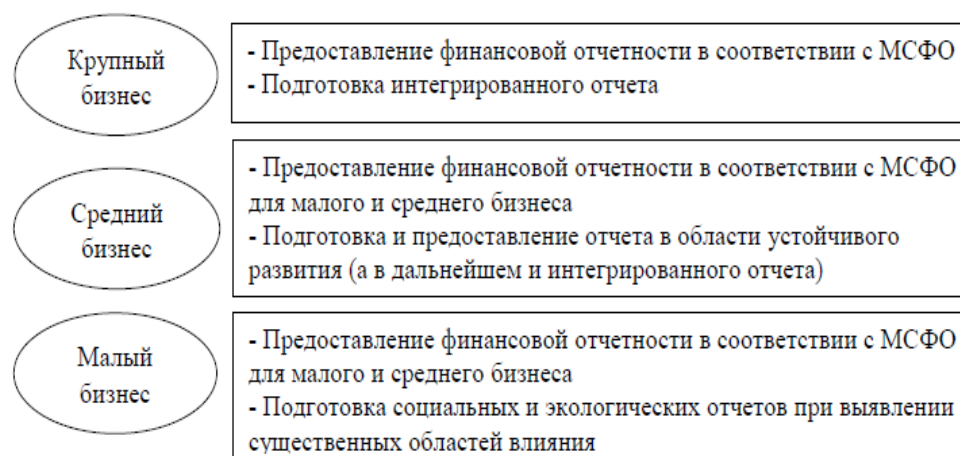 Крупный
бизнес
- Предоставление финансовой отчетности в соответствии с МСФО
- Подготовка интегрированного отчета
Средний
бизнес
- Предоставление финансовой отчетности в соответствии с МСФО
для малого и среднего бизнеса
- Подготовка и предоставление отчета в области устойчивого
развития (а в дальнейшем и интегрированного отчета)
Малый
бизнес
- Предоставление финансовой отчетности в соответствии с МСФО
для малого и среднего бизнеса
- Подготовка социальных и экологических отчетов при выявлении
существенных областей влияния